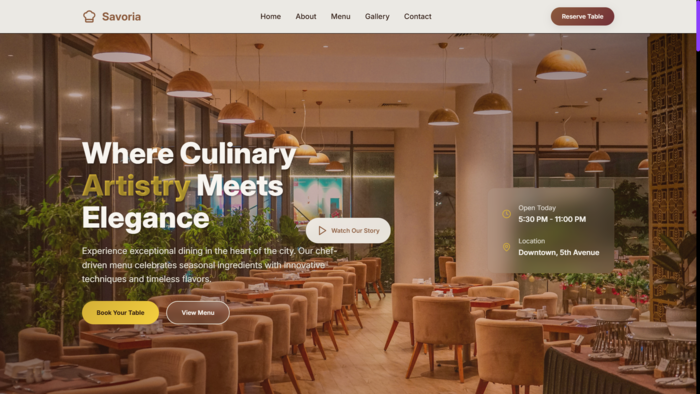 Savoria
Home
About
Menu
Gallery
Contact
Reserve Table
Where Culinary
Artistry Meets
Elegance
Experience exceptional dining in the heart of the city. Our chef-
driven menu celebrates seasonal ingredients with innovative
techniques and timeless flavors.
Book Your Table
View Menu
Watch Our Story
Open Today
5:30 PM - 11:00 PM
Location
Downtown, 5th Avenue